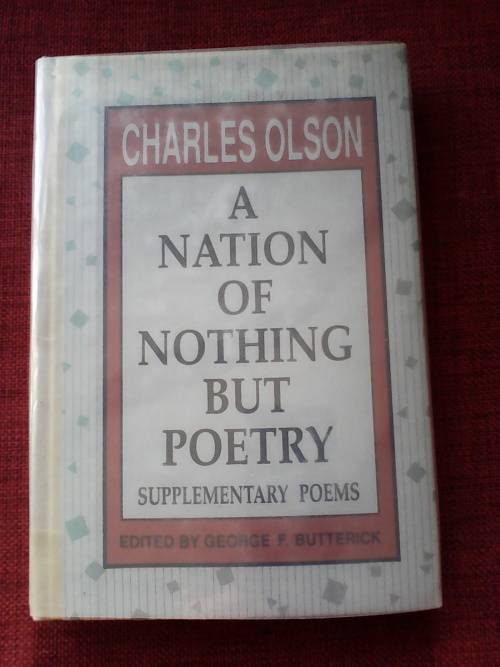 CHARLES OLSON
A
NATION
OF
NOTHING
BUT
POETRY
SUPPLEMENTARY POEMS
EDITED BY GEORGE F. BUTTERICK